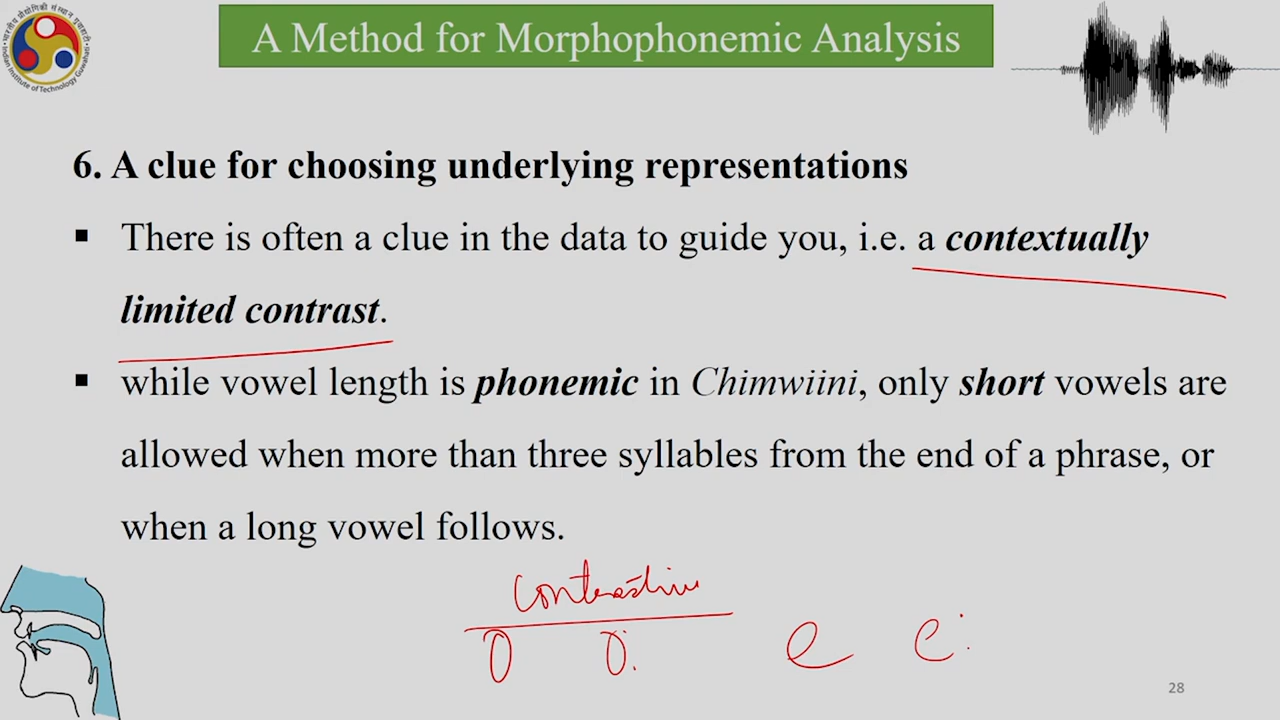 A Method for Morphophonemic Analysis
6. A clue for choosing underlying representations
▪ There is often a clue in the data to guide you, i.e. a contextually
limited contrast.
▪ while vowel length is phonemic in Chimwiini, only short vowels are
allowed when more than three syllables from the end of a phrase, or
when a long vowel follows.
contrastive
o o: e e:
28